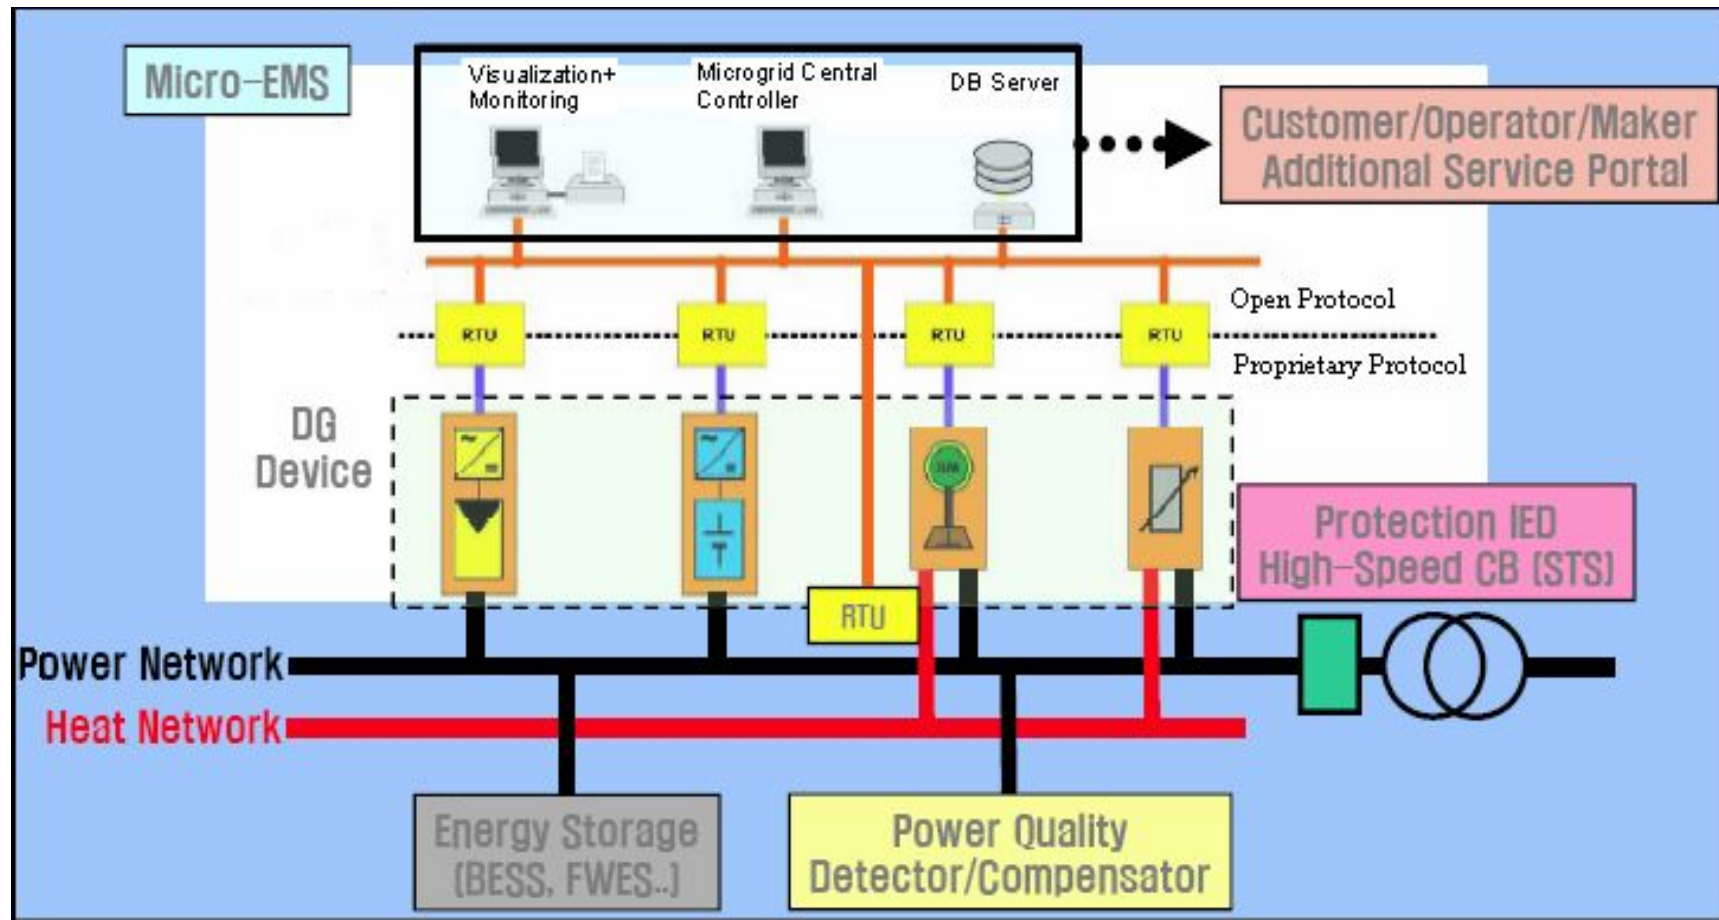 Micro-EMS
Visualization+
Monitoring
Microgrid Central
Controller
DB Server
Customer/Operator/Maker
Additional Service Portal
Open Protocol
RTU
RTU
RTU
RTU
Proprietary Protocol
DG
Device
Protection IED
High-Speed CB (STS)
RTU
Power Network
Heat Network
Energy Storage
(BESS, FWES..)
Power Quality
Detector/Compensator